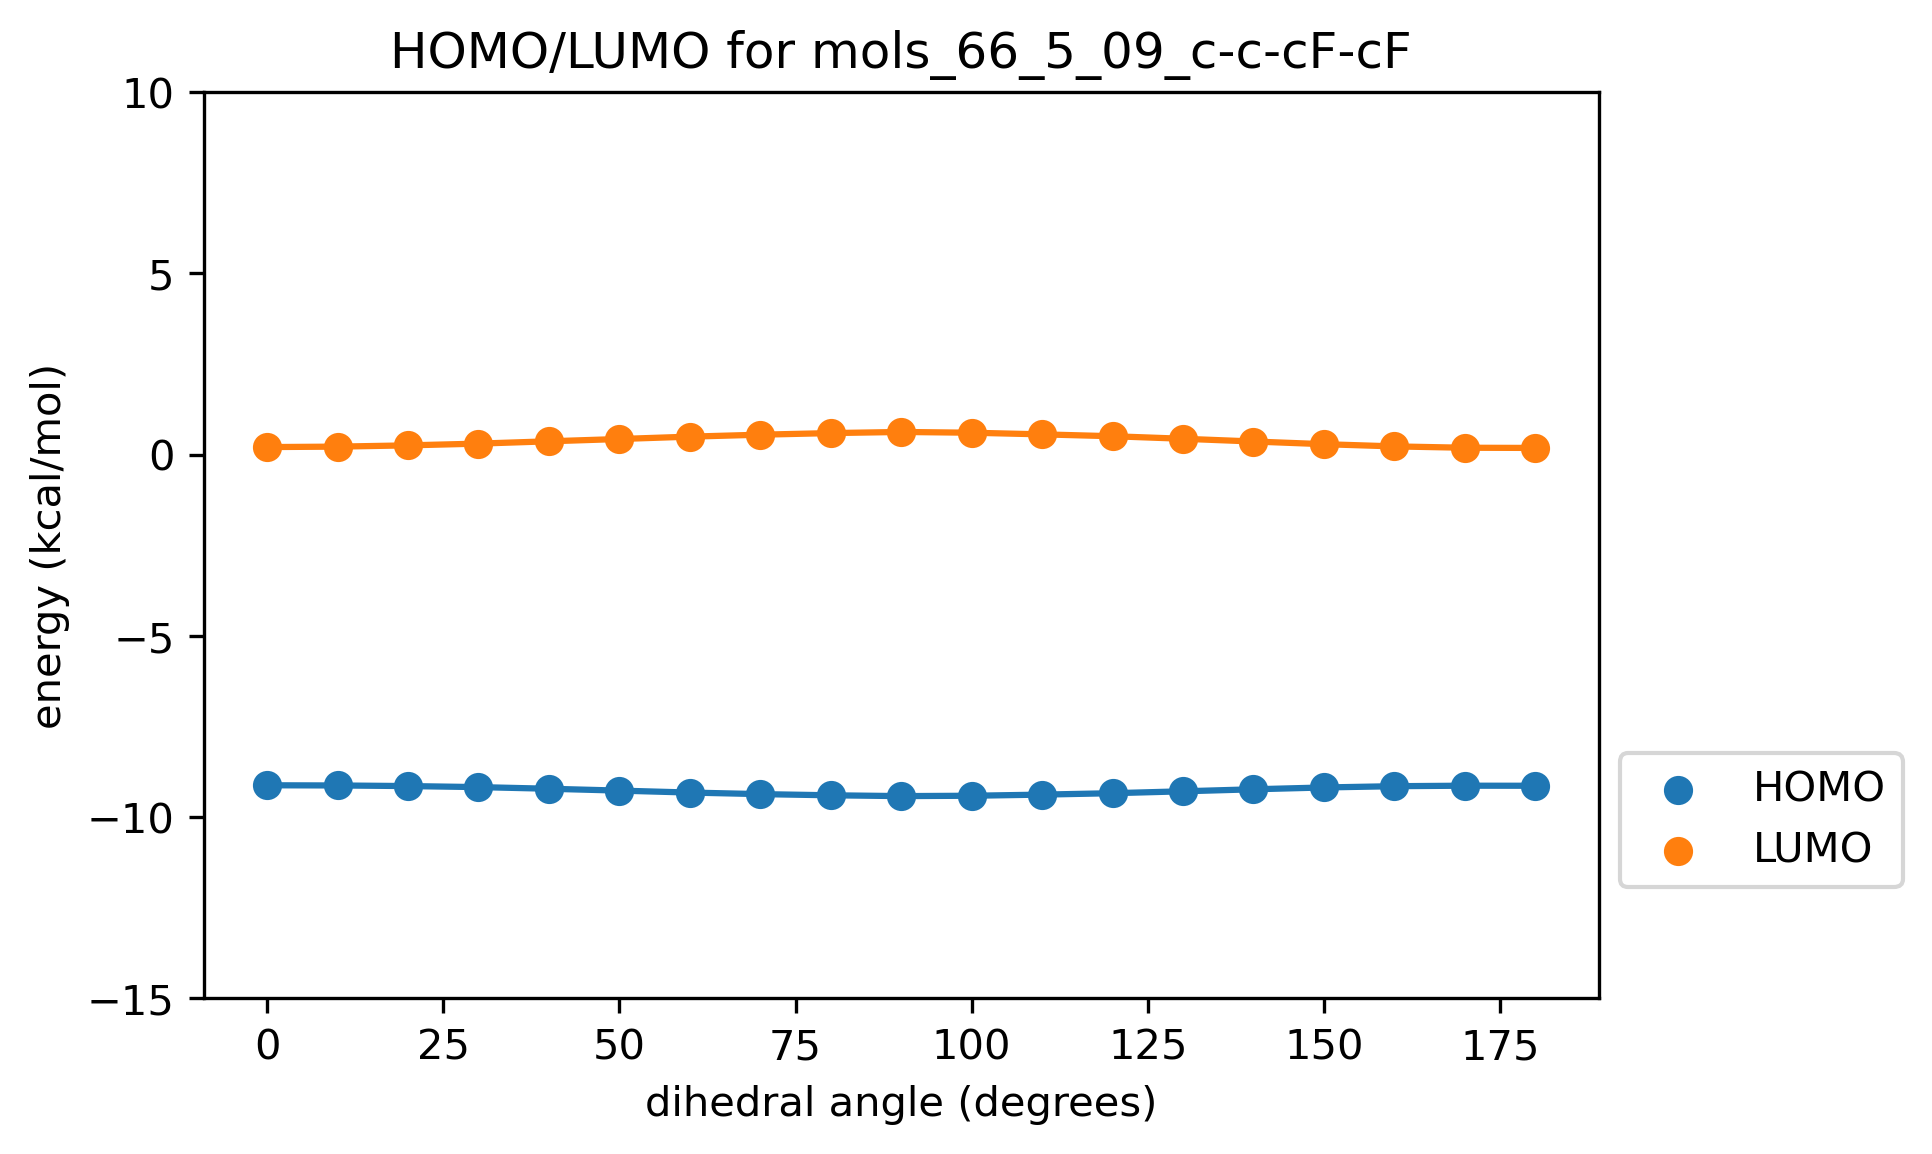 HOMO/LUMO for mols_66_5_09_c-c-cF-cF
10
5
0
−5
−10
−15
energy (kcal/mol)
0 25 50 75 100 125 150 175
dihedral angle (degrees)
HOMO
LUMO